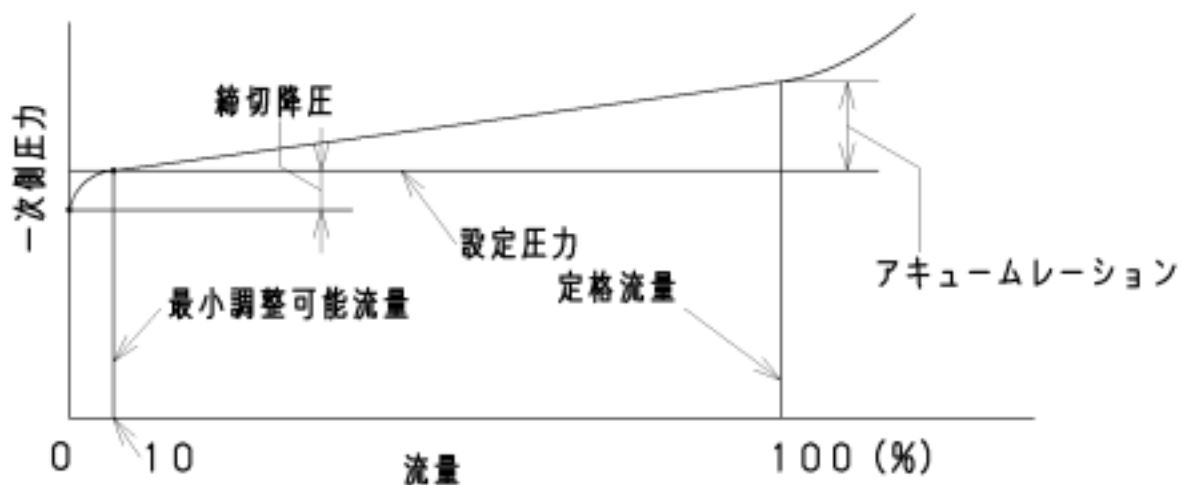 締切降圧
一次側圧力
設定圧力
定格流量
アキュームレーション
最小調整可能流量
0
10
100 (%)
流量